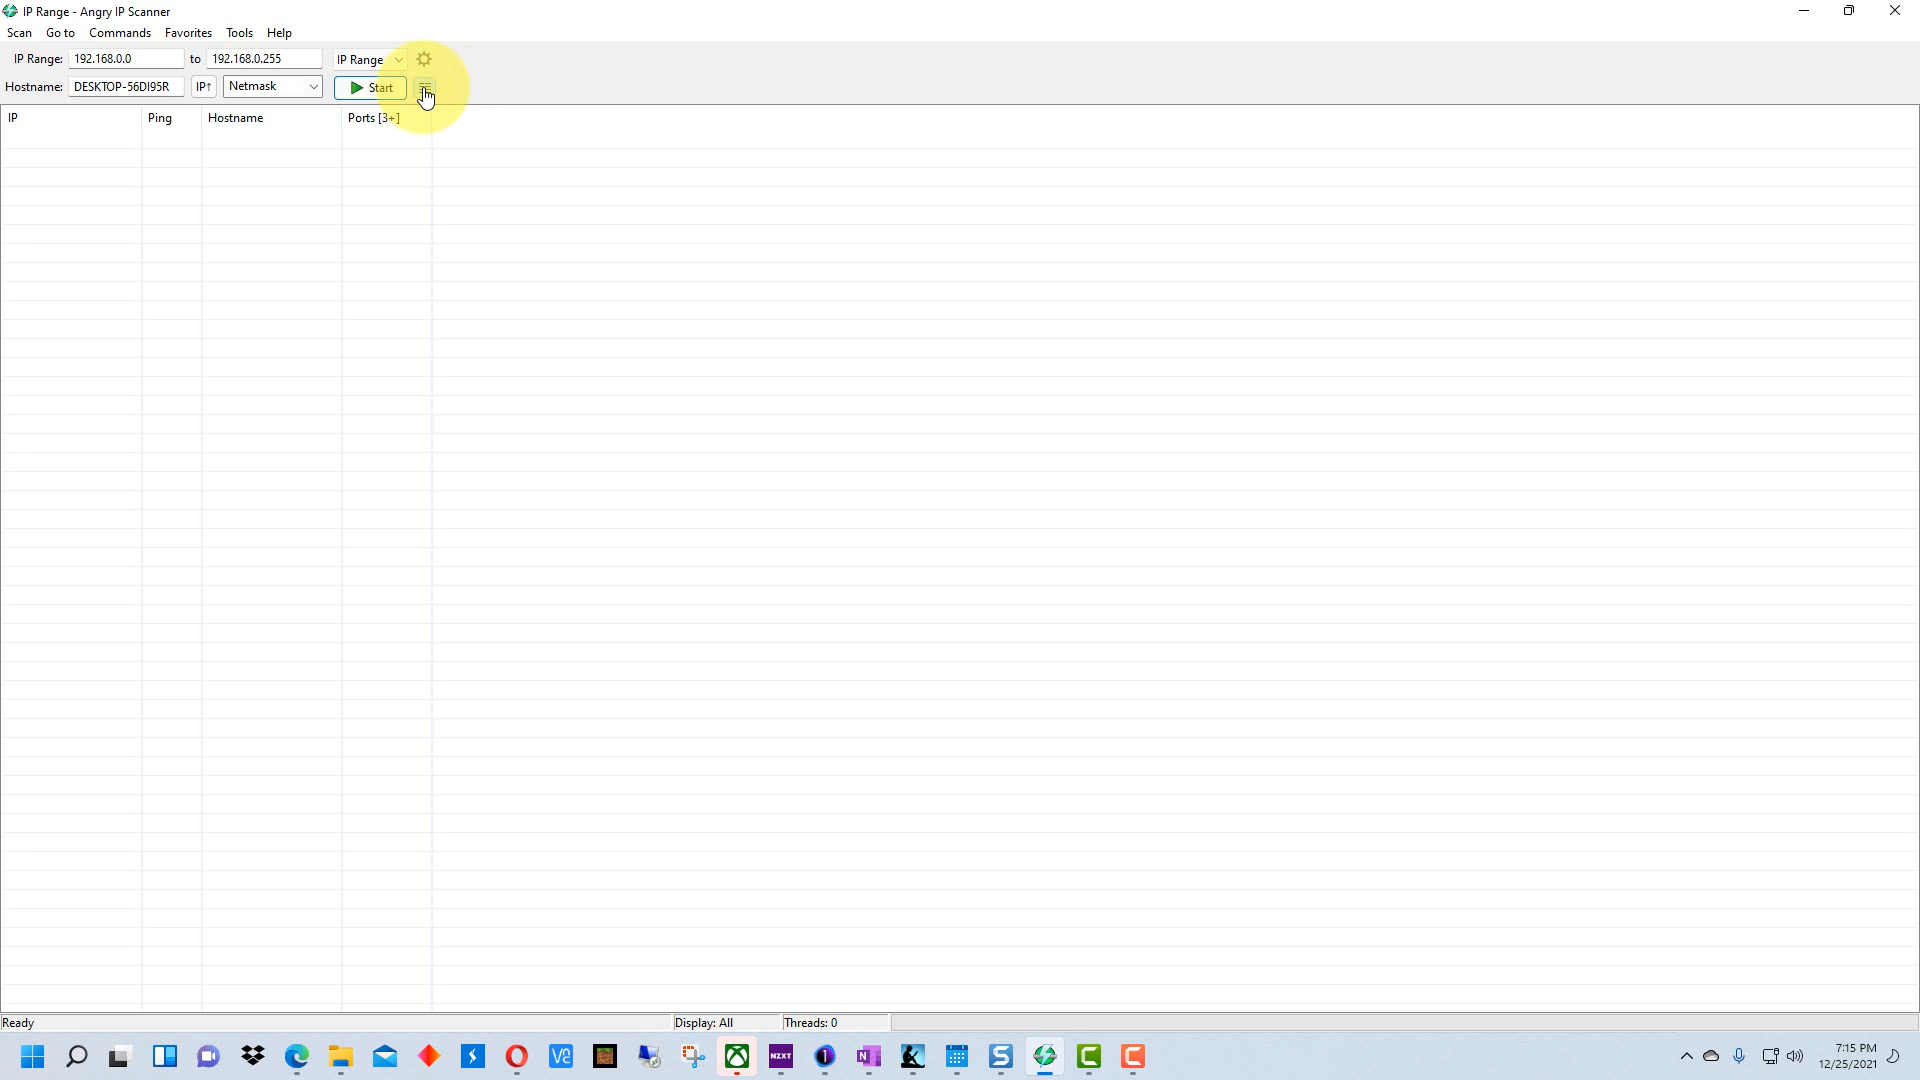 IP Range - Angry IP Scanner
Scan Go to Commands Favorites Tools Help
IP Range: 192.168.0.0 to 192.168.0.255 IP Range
Hostname: DESKTOP-56DI95R IP↑ Netmask Start
IP Ping Hostname Ports [3+]
Ready Display: All Threads: 0
NZXT
7:15 PM
12/25/2021